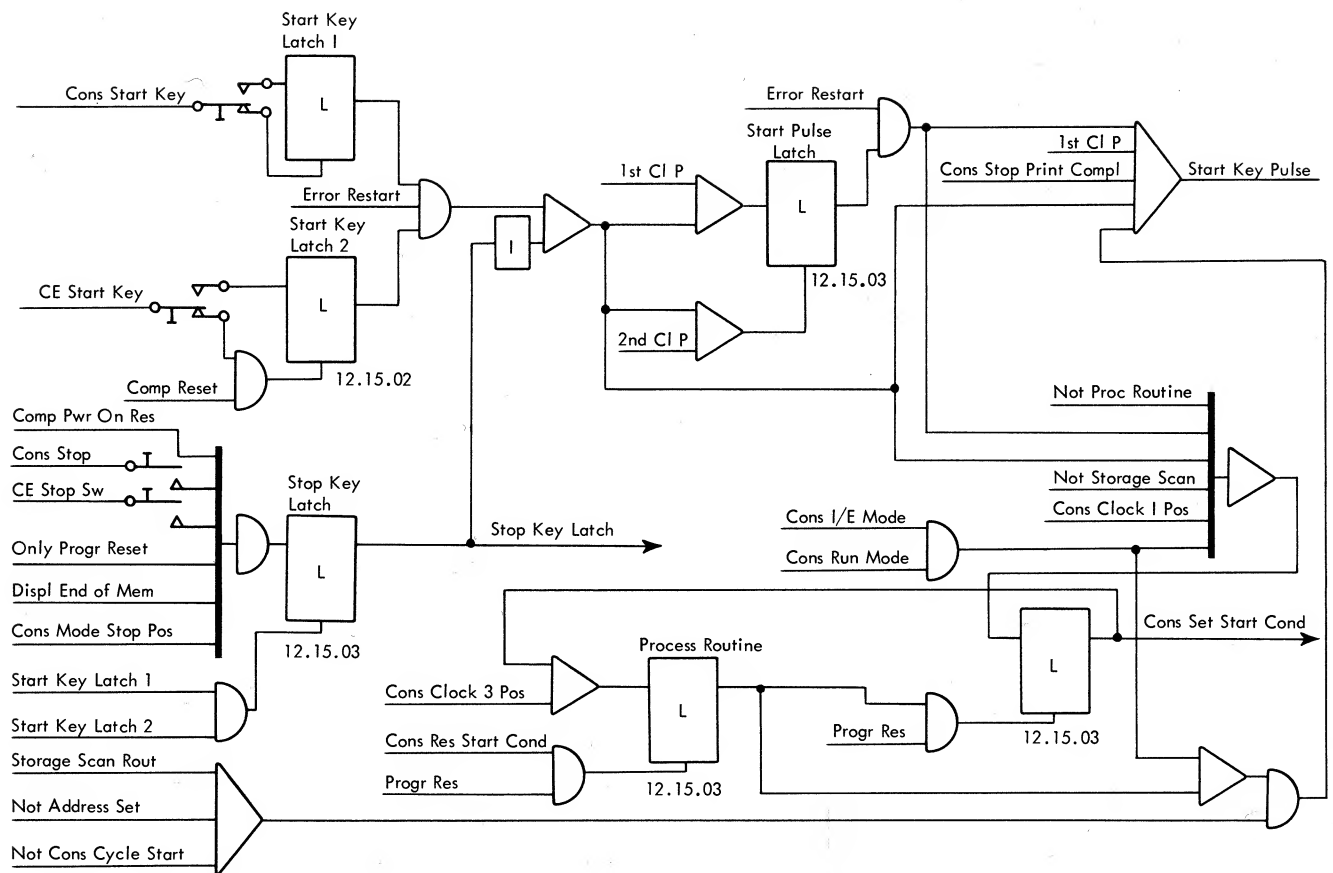 Start Key
Latch I
Cons Start Key
L
Error Restart
Start Key
Latch 2
CE Start Key
L
Comp Reset
12.15.02
Error Restart
Start Pulse
Latch
1st Cl P
L
12.15.03
2nd Cl P
I
1st Cl P
Cons Stop Print Compl
Start Key Pulse
Comp Pwr On Res
Cons Stop
CE Stop Sw
Only Progr Reset
Displ End of Mem
Cons Mode Stop Pos
Stop Key
Latch
L
12.15.03
Stop Key Latch
Start Key Latch 1
Start Key Latch 2
Storage Scan Rout
Not Address Set
Not Cons Cycle Start
Not Proc Routine
Not Storage Scan
Cons Clock I Pos
Cons I/E Mode
Cons Run Mode
Cons Set Start Cond
L
12.15.03
Process Routine
L
12.15.03
Cons Clock 3 Pos
Cons Res Start Cond
Progr Res
Progr Res